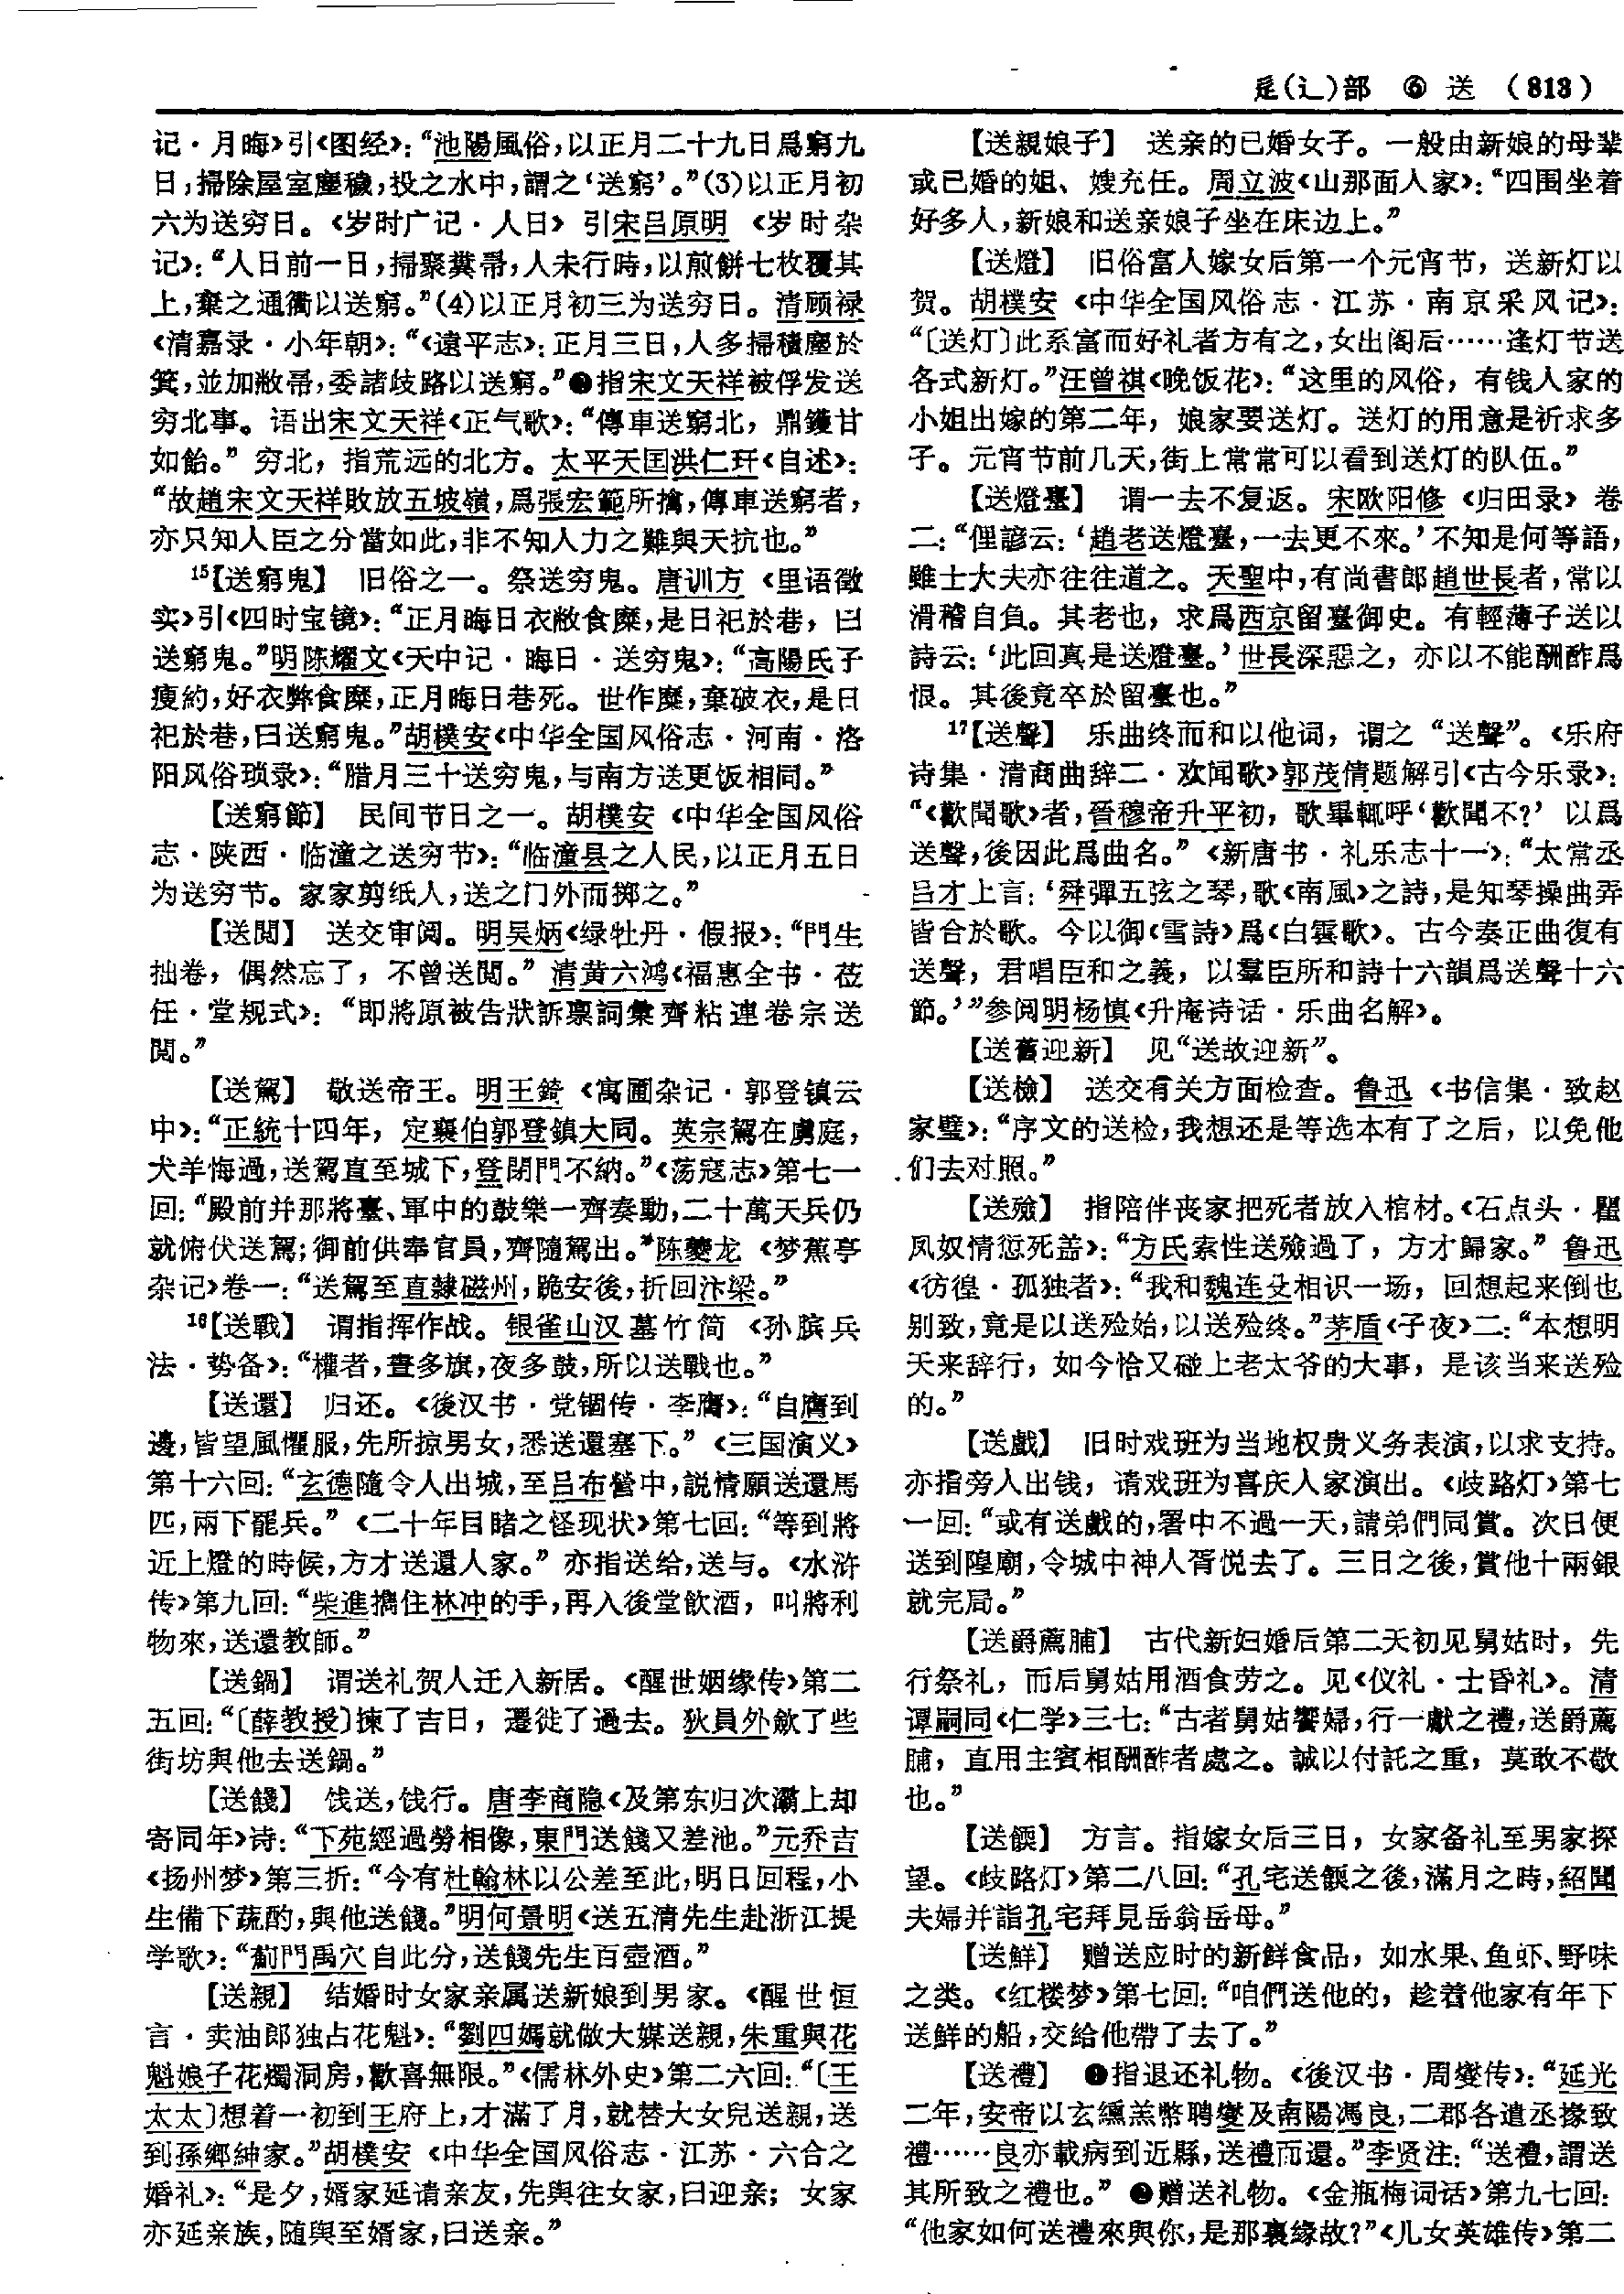 辵(辶)部 ⑥ 送 (813)
记·月晦》引《图经》：“池陽風俗，以正月二十九日爲窮九
日，掃除屋室塵穢，投之水中，謂之‘送窮’。”(3)以正月初
六为送穷日。《岁时广记·人日》引宋吕原明《岁时杂
记》：“人日前一日，掃聚糞帚，人未行時，以煎餅七枚覆其
上，棄之通衢以送窮。”(4)以正月初三为送穷日。清顾禄
《清嘉录·小年朝》：“《遠平志》：正月三日，人多掃積塵於
箕，並加敝帚，委諸歧路以送窮。”❷指宋文天祥被俘发送
穷北事。语出宋文天祥《正气歌》：“傳車送窮北，鼎鑊甘
如飴。”穷北，指荒远的北方。太平天囯洪仁玕《自述》：
“故趙宋文天祥敗放五坡嶺，爲張宏範所擒，傳車送窮者，
亦只知人臣之分當如此，非不知人力之難與天抗也。”
15【送窮鬼】 旧俗之一。祭送穷鬼。唐训方《里语徵
实》引《四时宝镜》：“正月晦日衣敝食糜，是日祀於巷，曰
送窮鬼。”明陈耀文《天中记·晦日·送穷鬼》：“高陽氏子
瘦約，好衣弊食糜，正月晦日巷死。世作糜，棄破衣，是日
祀於巷，曰送窮鬼。”胡樸安《中华全国风俗志·河南·洛
阳风俗琐录》：“腊月三十送穷鬼，与南方送更饭相同。”
【送窮節】 民间节日之一。胡樸安《中华全国风俗
志·陕西·临潼之送穷节》：“临潼县之人民，以正月五日
为送穷节。家家剪纸人，送之门外而掷之。”
【送閲】 送交审阅。明吴炳《绿牡丹·假报》：“門生
拙卷，偶然忘了，不曾送閲。”清黄六鸿《福惠全书·莅
任·堂规式》：“即將原被告狀訴禀詞彙齊粘連卷宗送
閲。”
【送駕】 敬送帝王。明王錡《寓圃杂记·郭登镇云
中》：“正統十四年，定襄伯郭登鎮大同。英宗駕在虜庭，
犬羊悔過，送駕直至城下，登閉門不納。”《荡寇志》第七一
回：“殿前并那將臺、軍中的鼓樂一齊奏動，二十萬天兵仍
就俯伏送駕；御前供奉官員，齊隨駕出。”陈夔龙《梦蕉亭
杂记》卷一：“送駕至直隸磁州，跪安後，折回汴梁。”
16【送戰】 谓指挥作战。银雀山汉墓竹简《孙膑兵
法·势备》：“權者，晝多旗，夜多鼓，所以送戰也。”
【送還】 归还。《後汉书·党锢传·李膺》：“自膺到
邊，皆望風懼服，先所掠男女，悉送還塞下。”《三国演义》
第十六回：“玄德隨令人出城，至吕布營中，説情願送還馬
匹，兩下罷兵。”《二十年目睹之怪现状》第七回：“等到將
近上燈的時候，方才送還人家。”亦指送给，送与。《水浒
传》第九回：“柴進擕住林冲的手，再入後堂飲酒，叫將利
物來，送還教師。”
【送鍋】 谓送礼贺人迁入新居。《醒世姻缘传》第二
五回：“〔薛教授〕揀了吉日，遷徙了過去。狄員外歛了些
街坊與他去送鍋。”
【送餞】 饯送，饯行。唐李商隐《及第东归次灞上却
寄同年》诗：“下苑經過勞相像，東門送餞又差池。”元乔吉
《扬州梦》第三折：“今有杜翰林以公差至此，明日回程，小
生備下蔬酌，與他送餞。”明何景明《送五清先生赴浙江提
学歌》：“薊門禹穴自此分，送餞先生百壺酒。”
【送親】 结婚时女家亲属送新娘到男家。《醒世恒
言·卖油郎独占花魁》：“劉四媽就做大媒送親，朱重與花
魁娘子花燭洞房，歡喜無限。”《儒林外史》第二六回：“〔王
太太〕想着一初到王府上，才滿了月，就替大女兒送親，送
到孫鄉紳家。”胡樸安《中华全国风俗志·江苏·六合之
婚礼》：“是夕，婿家延请亲友，先舆往女家，曰迎亲；女家
亦延亲族，随舆至婿家，曰送亲。”
【送親娘子】 送亲的已婚女子。一般由新娘的母辈
或已婚的姐、嫂充任。周立波《山那面人家》：“四围坐着
好多人，新娘和送亲娘子坐在床边上。”
【送燈】 旧俗富人嫁女后第一个元宵节，送新灯以
贺。胡樸安《中华全国风俗志·江苏·南京采风记》：
“〔送灯〕此系富而好礼者方有之，女出阁后……逢灯节送
各式新灯。”汪曾祺《晚饭花》：“这里的风俗，有钱人家的
小姐出嫁的第二年，娘家要送灯。送灯的用意是祈求多
子。元宵节前几天，街上常常可以看到送灯的队伍。”
【送燈臺】 谓一去不复返。宋欧阳修《归田录》卷
二：“俚諺云：‘趙老送燈臺，一去更不來。’不知是何等語，
雖士大夫亦往往道之。天聖中，有尚書郎趙世長者，常以
滑稽自負。其老也，求爲西京留臺御史。有輕薄子送以
詩云：‘此回真是送燈臺。’世長深惡之，亦以不能酬酢爲
恨。其後竟卒於留臺也。”
17【送聲】 乐曲终而和以他词，谓之“送聲”。《乐府
诗集·清商曲辞二·欢闻歌》郭茂倩题解引《古今乐录》：
“《歡聞歌》者，晉穆帝升平初，歌畢輒呼‘歡聞不？’以爲
送聲，後因此爲曲名。”《新唐书·礼乐志十一》：“太常丞
吕才上言：‘舜彈五弦之琴，歌《南風》之詩，是知琴操曲弄
皆合於歌。今以御《雪詩》爲《白雲歌》。古今奏正曲復有
送聲，君唱臣和之義，以羣臣所和詩十六韻爲送聲十六
節。’”参阅明杨慎《升庵诗话·乐曲名解》。
【送舊迎新】 见“送故迎新”。
【送檢】 送交有关方面检查。鲁迅《书信集·致赵
家璧》：“序文的送检，我想还是等选本有了之后，以免他
们去对照。”
【送殮】 指陪伴丧家把死者放入棺材。《石点头·瞿
凤奴情愆死盖》：“方氏索性送殮過了，方才歸家。”鲁迅
《彷徨·孤独者》：“我和魏连殳相识一场，回想起来倒也
别致，竟是以送殓始，以送殓终。”茅盾《子夜》二：“本想明
天来辞行，如今恰又碰上老太爷的大事，是该当来送殓
的。”
【送戲】 旧时戏班为当地权贵义务表演，以求支持。
亦指旁人出钱，请戏班为喜庆人家演出。《歧路灯》第七
一回：“或有送戲的，署中不過一天，請弟們同賞。次日便
送到隍廟，令城中神人胥悦去了。三日之後，賞他十兩銀
就完局。”
【送爵薦脯】 古代新妇婚后第二天初见舅姑时，先
行祭礼，而后舅姑用酒食劳之。见《仪礼·士昏礼》。清
谭嗣同《仁学》三七：“古者舅姑饗婦，行一獻之禮，送爵薦
脯，直用主賓相酬酢者處之。誠以付託之重，莫敢不敬
也。”
【送餪】 方言。指嫁女后三日，女家备礼至男家探
望。《歧路灯》第二八回：“孔宅送餪之後，滿月之時，紹聞
夫婦并詣孔宅拜見岳翁岳母。”
【送鮮】 赠送应时的新鲜食品，如水果、鱼虾、野味
之类。《红楼梦》第七回：“咱們送他的，趁着他家有年下
送鮮的船，交給他帶了去了。”
【送禮】 ❶指退还礼物。《後汉书·周燮传》：“延光
二年，安帝以玄纁羔幣聘燮及南陽馮良，二郡各遣丞掾致
禮……良亦載病到近縣，送禮而還。”李贤注：“送禮，謂送
其所致之禮也。”❷赠送礼物。《金瓶梅词话》第九七回：
“他家如何送禮來與你，是那裏緣故？”《儿女英雄传》第二